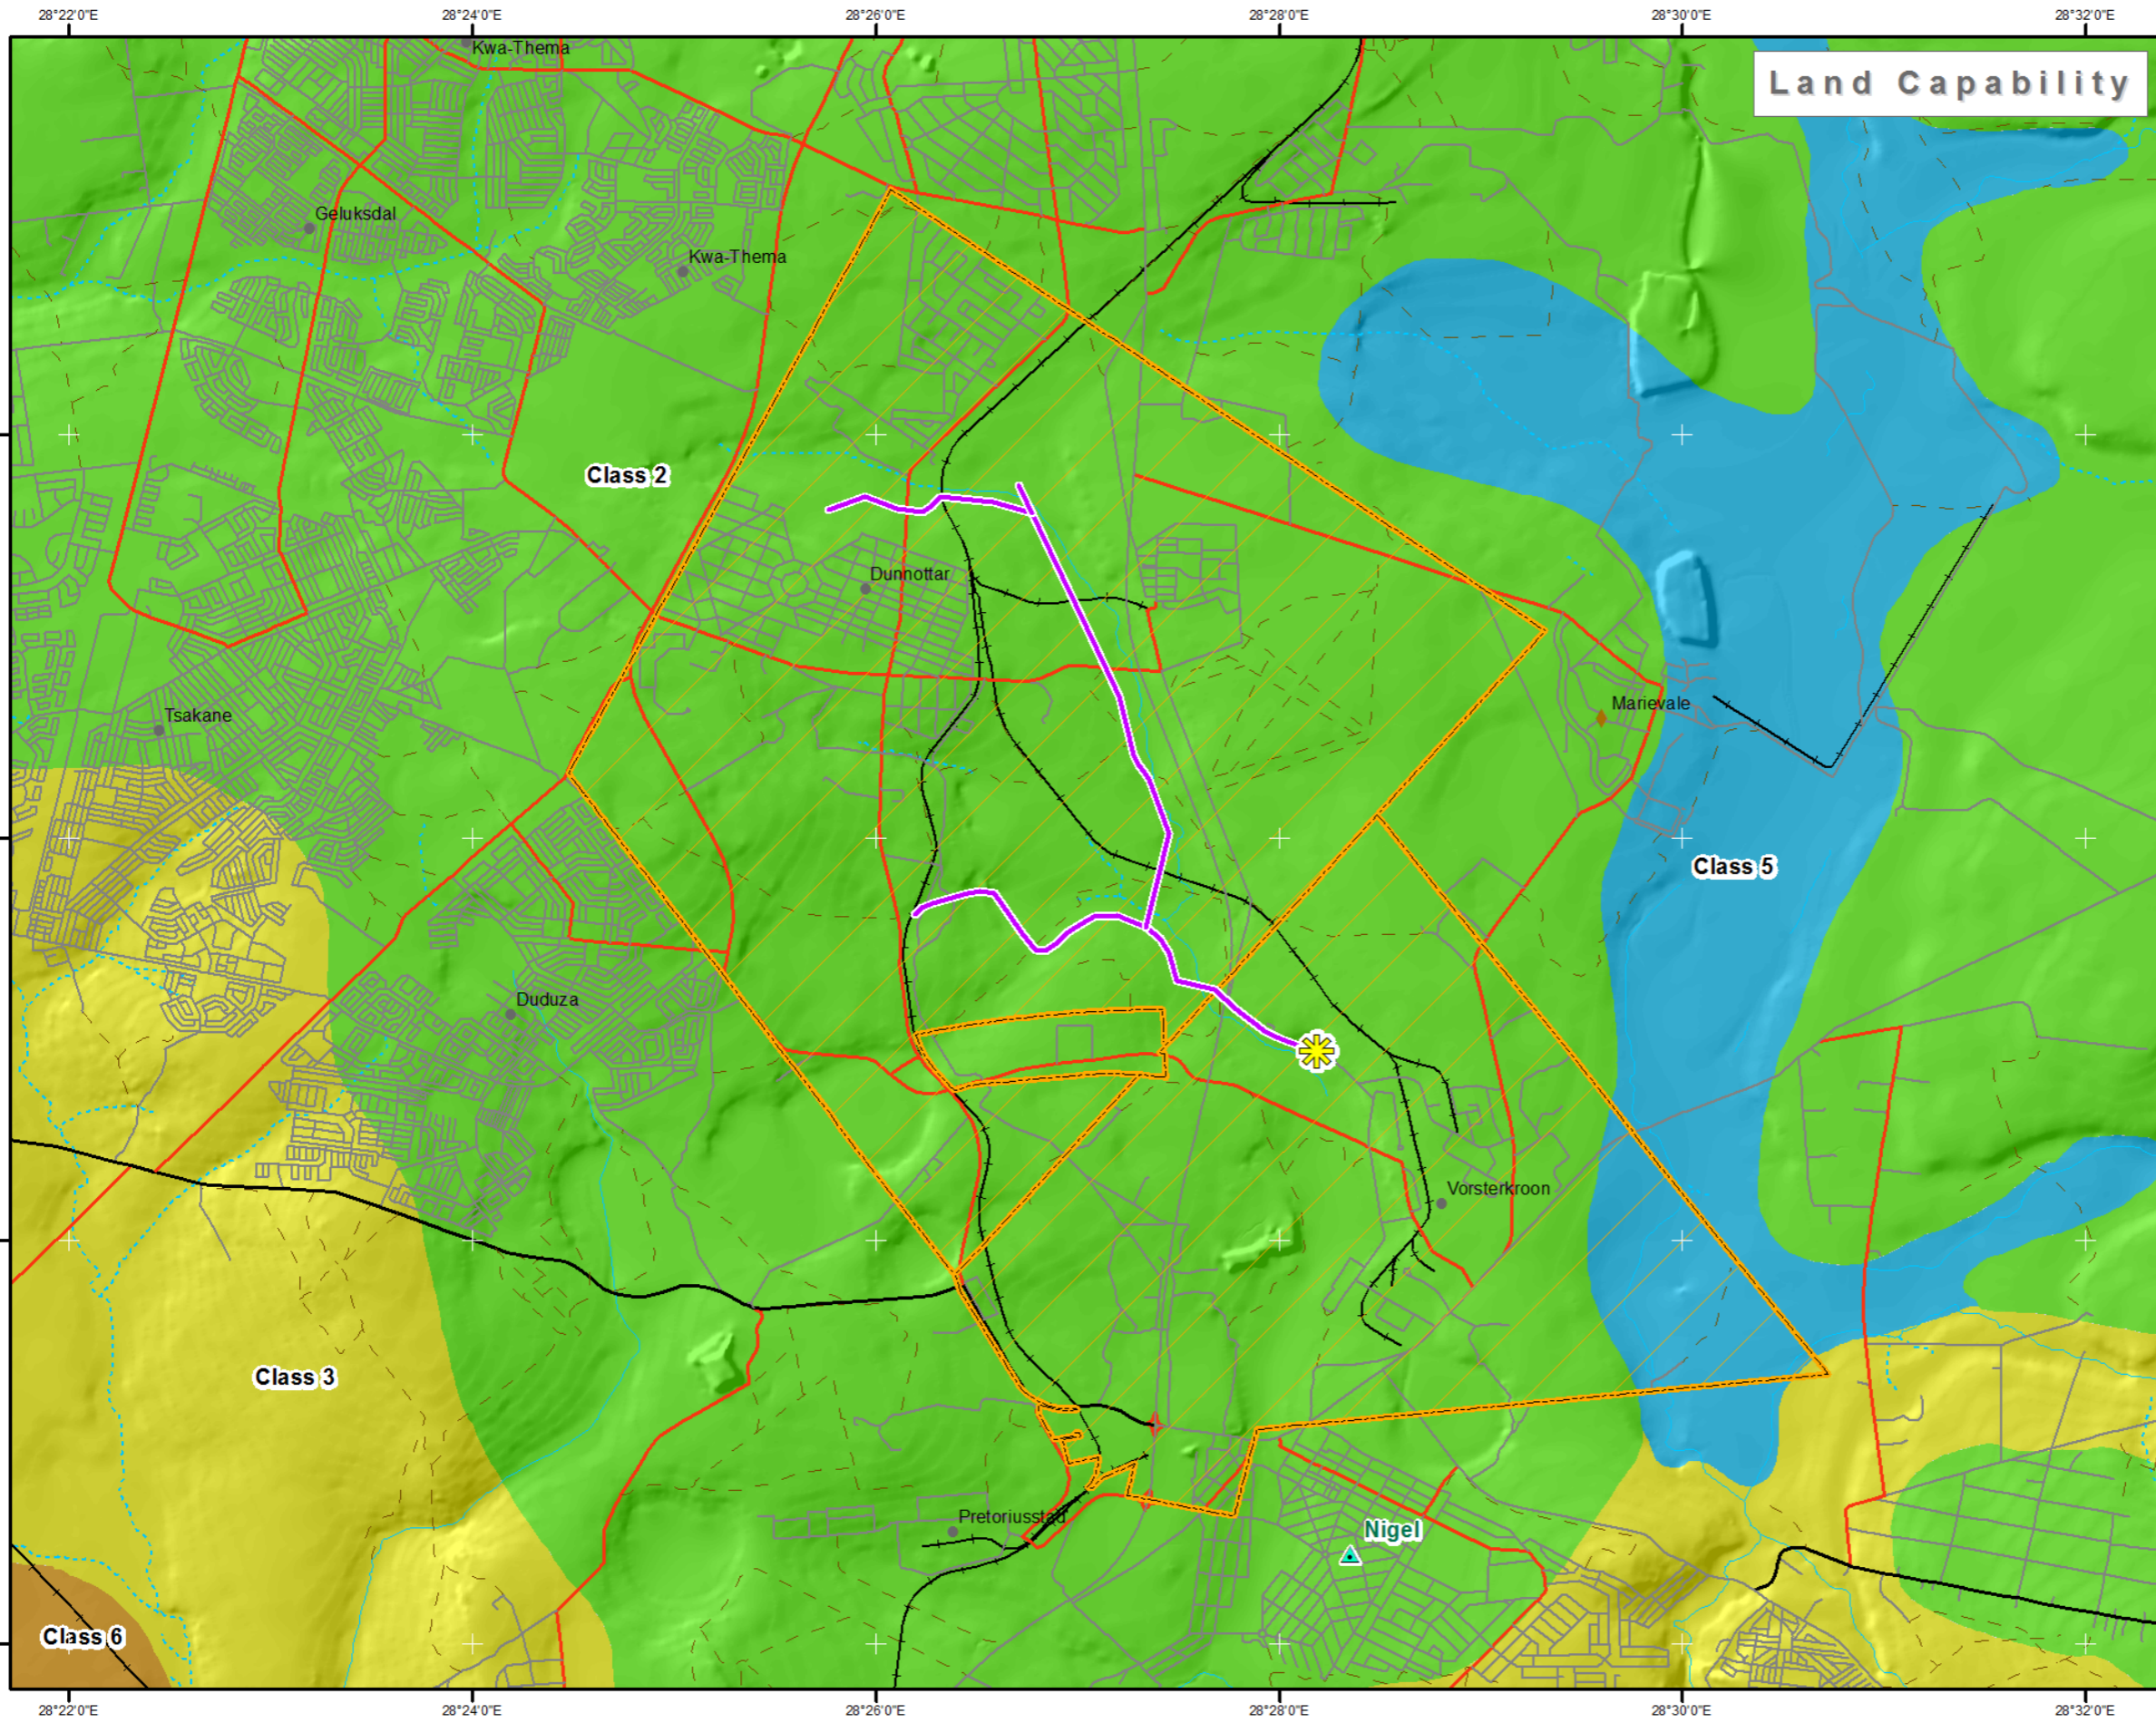 28°22'0"E
28°24'0"E
28°26'0"E
28°28'0"E
28°30'0"E
28°32'0"E
Kwa-Thema
Land Capability
Geluksdal
Kwa-Thema
Class 2
Dunnottar
Marievale
Tsakane
Class 5
Duduza
Vorsterkroon
Class 3
Pretoriusstad
Nigel
Class 6
28°22'0"E
28°24'0"E
28°26'0"E
28°28'0"E
28°30'0"E
28°32'0"E